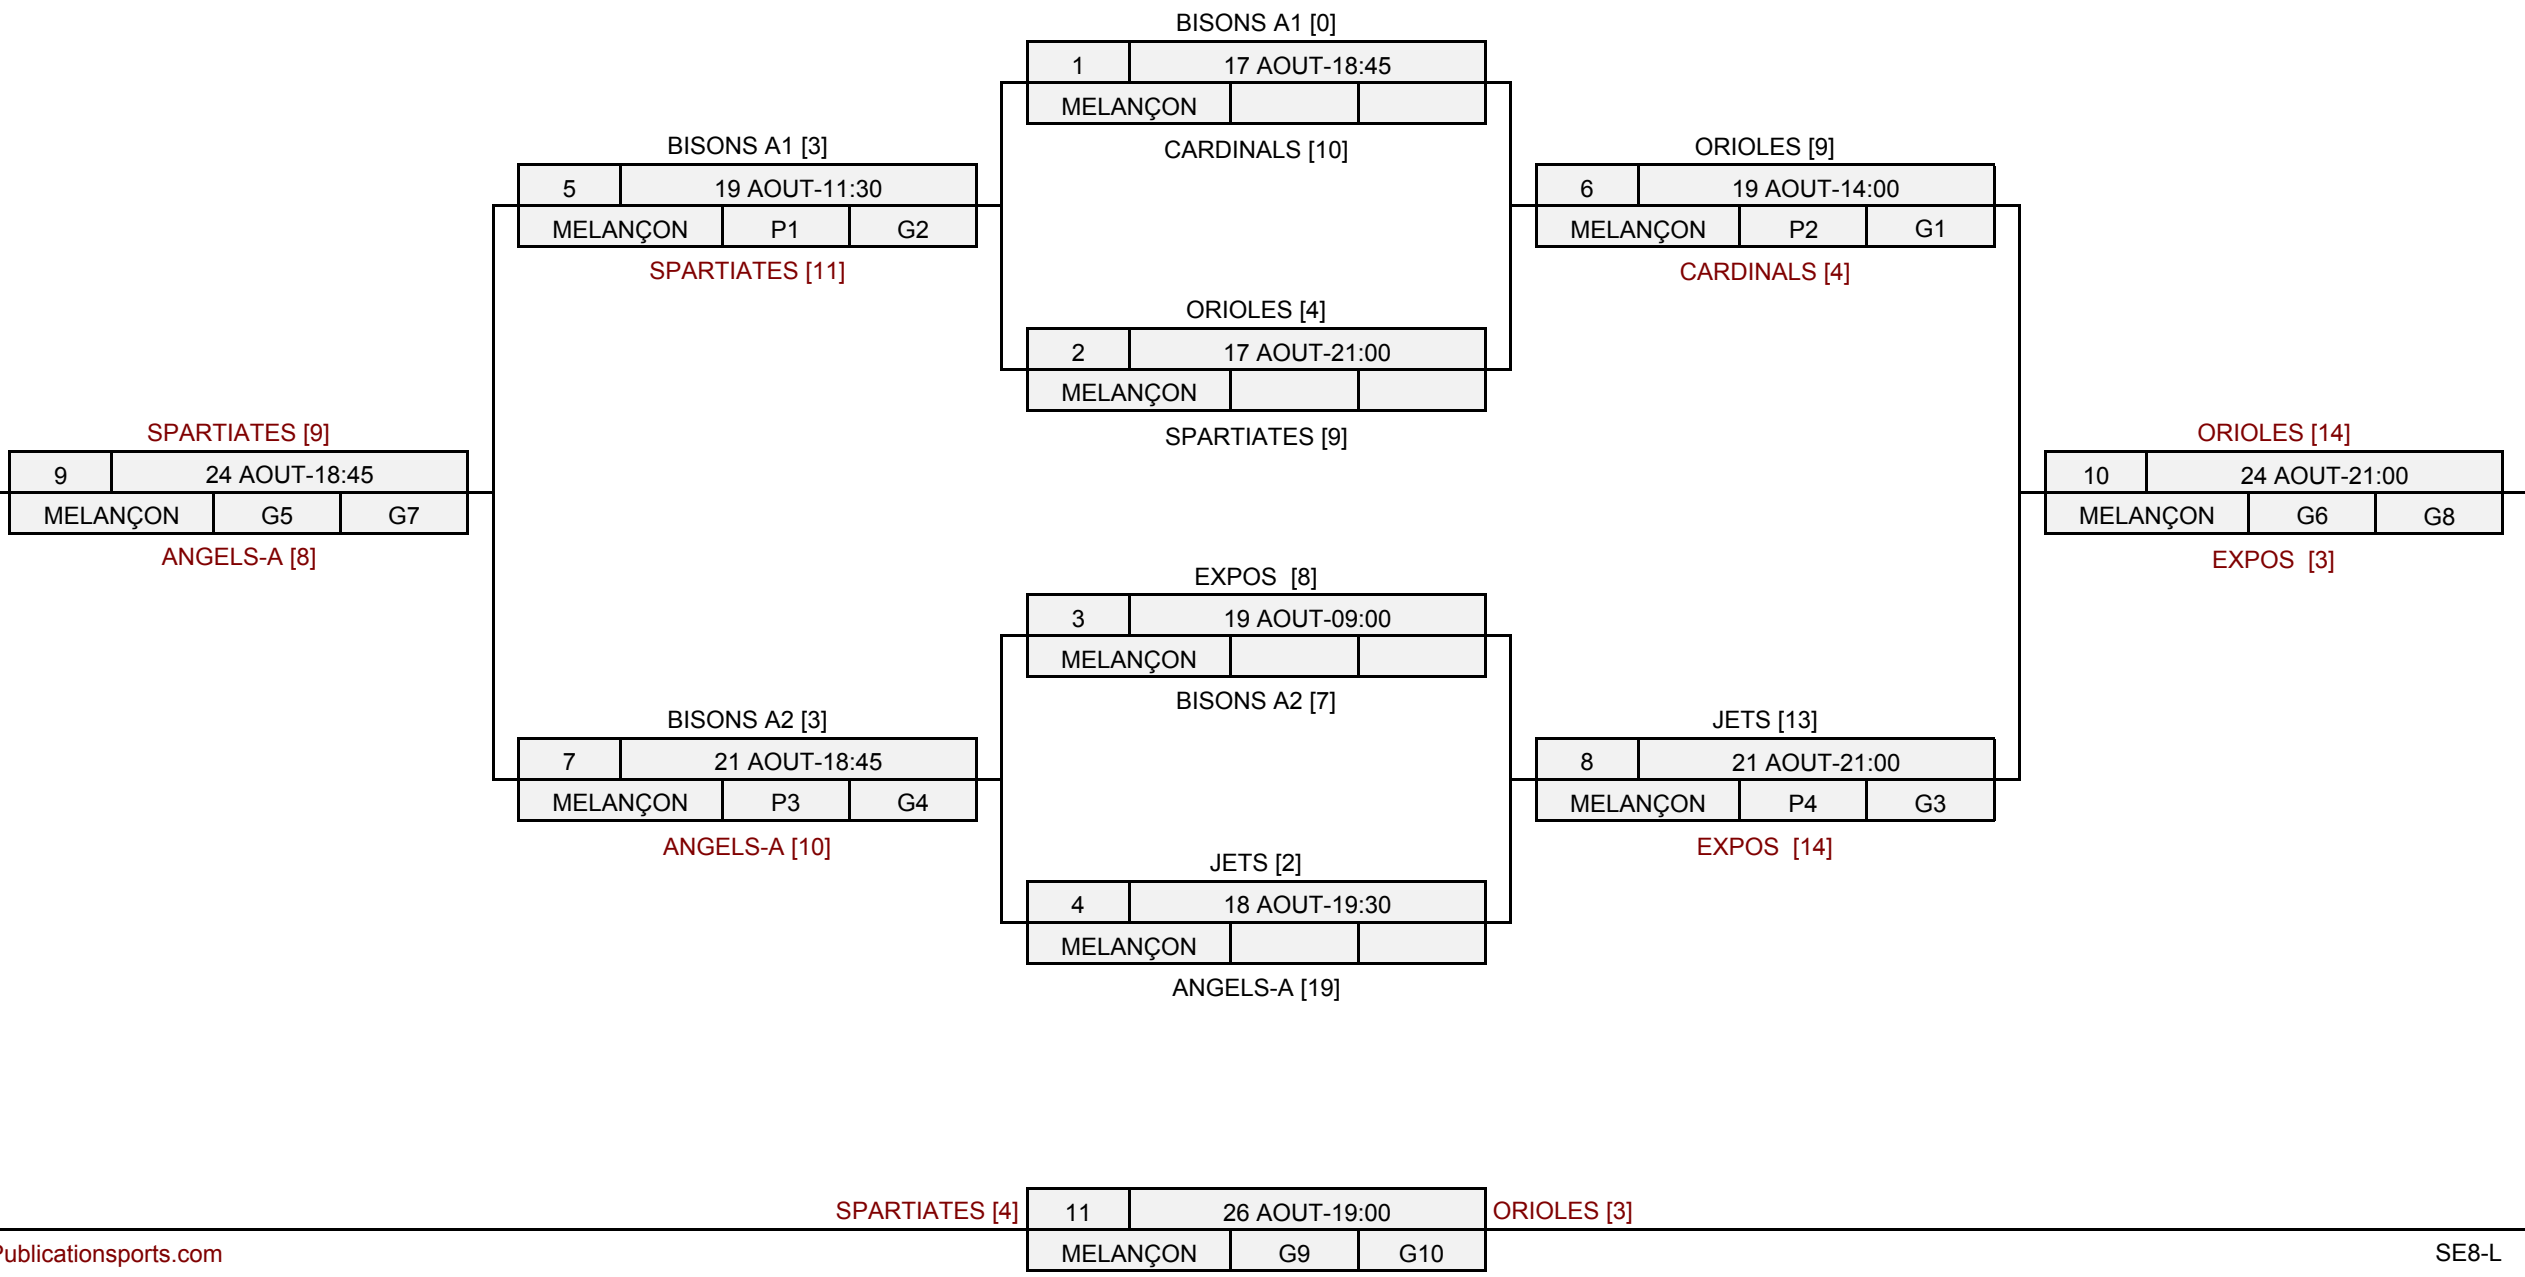 BISONS A1 [0]
1 17 AOUT-18:45
MELANÇON
CARDINALS [10]
BISONS A1 [3]
5 19 AOUT-11:30
MELANÇON P1 G2
SPARTIATES [11]
ORIOLES [9]
6 19 AOUT-14:00
MELANÇON P2 G1
CARDINALS [4]
ORIOLES [4]
2 17 AOUT-21:00
MELANÇON
SPARTIATES [9]
SPARTIATES [9]
9 24 AOUT-18:45
MELANÇON G5 G7
ANGELS-A [8]
ORIOLES [14]
10 24 AOUT-21:00
MELANÇON G6 G8
EXPOS [3]
EXPOS [8]
3 19 AOUT-09:00
MELANÇON
BISONS A2 [7]
BISONS A2 [3]
7 21 AOUT-18:45
MELANÇON P3 G4
ANGELS-A [10]
JETS [13]
8 21 AOUT-21:00
MELANÇON P4 G3
EXPOS [14]
JETS [2]
4 18 AOUT-19:30
MELANÇON
ANGELS-A [19]
SPARTIATES [4] 11 26 AOUT-19:00 ORIOLES [3]
MELANÇON G9 G10
Publicationsports.com
SE8-L